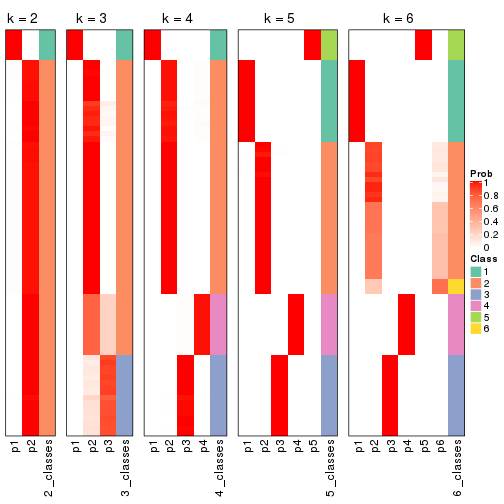 k = 2
k = 3
k = 4
k = 5
k = 6
Prob
1
0.8
0.6
0.4
0.2
0
Class
1
2
3
4
5
6
p1
p2
2_classes
p1
p2
p3
3_classes
p1
p2
p3
p4
4_classes
p1
p2
p3
p4
p5
5_classes
p1
p2
p3
p4
p5
p6
6_classes